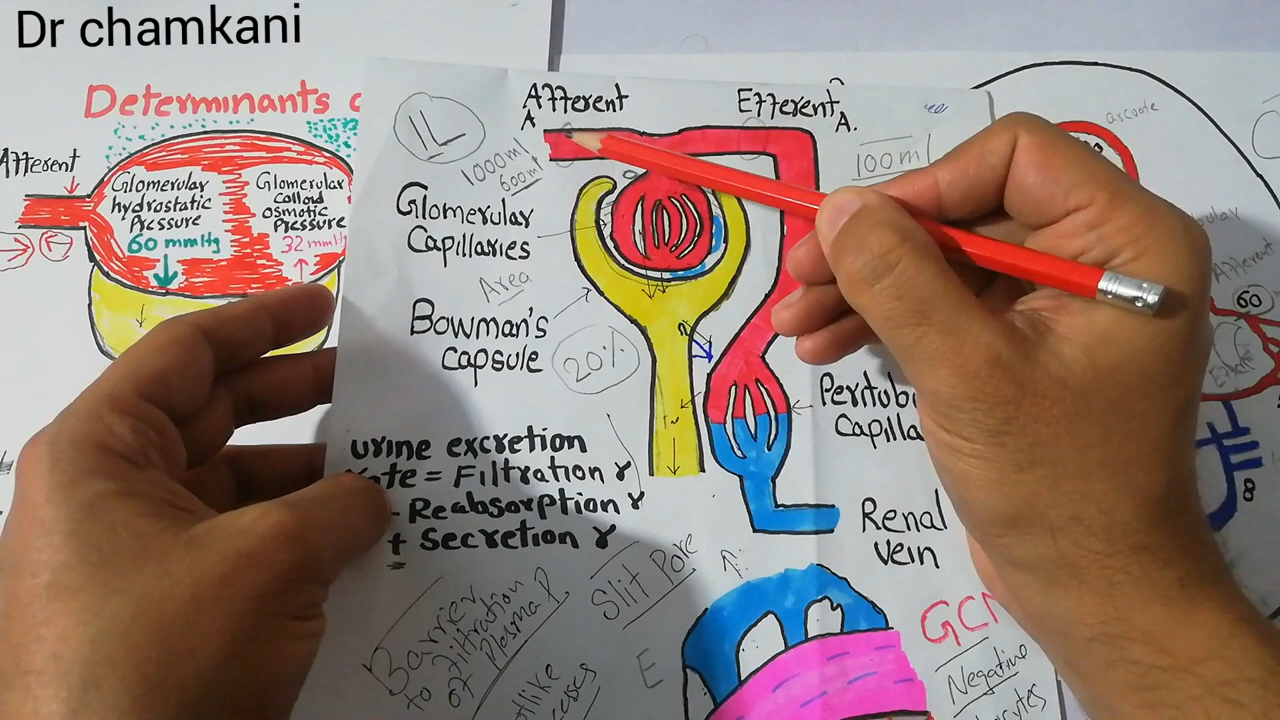 Dr chamkani
Determinants
Afferent
Glomerular
hydrostatic
Pressure
60 mmHg
Glomerular
colloid
osmotic
Pressure
32 mmHg
1L
Afferent
A
1000ml
600ml
Efferent
A.
100ml
Glomerular
Capillaries
Area
Bowman's
capsule
20%
urine excretion
rate = Filtration r
- Reabsorption r
+ Secretion r
Capilla
Renal
vein
Barrier
to filtration
of Plasma P
Slit Pore
E
Negative
arcuate
Afferent
60
8